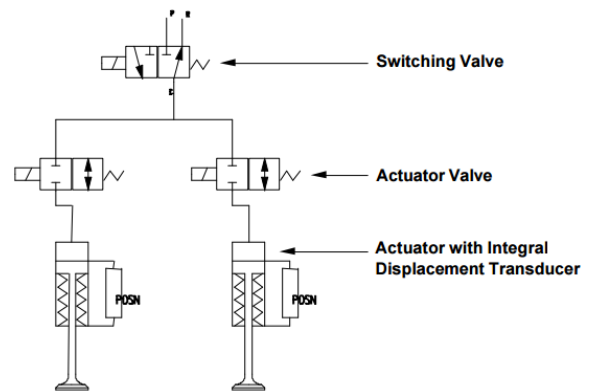 P R
Switching Valve
C
Actuator Valve
Actuator with Integral
Displacement Transducer
POSN POSN